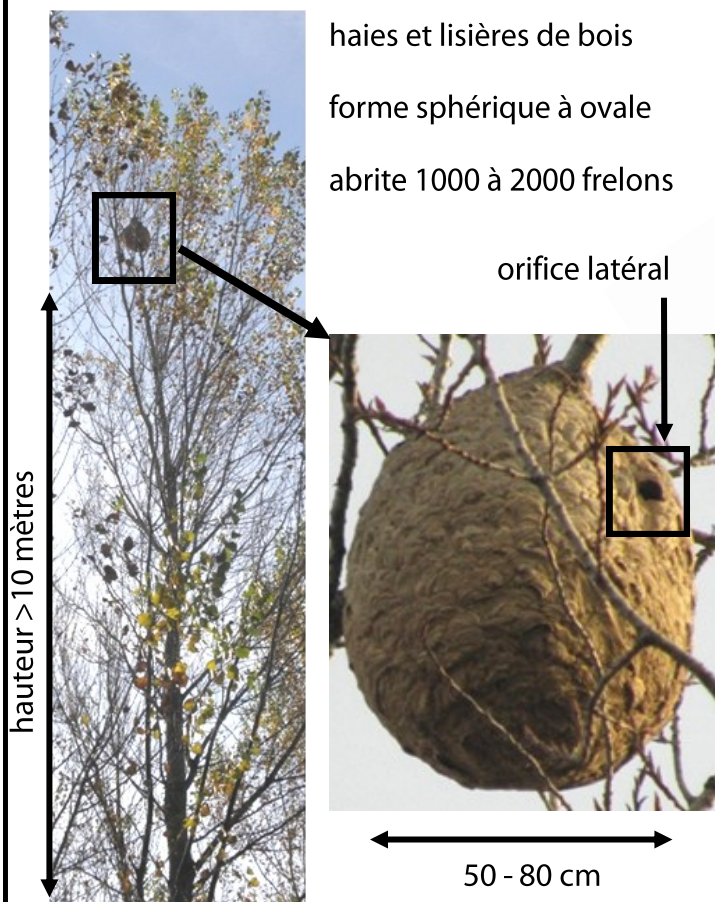 haies et lisières de bois
forme sphérique à ovale
abrite 1000 à 2000 frelons
orifice latéral
hauteur > 10 mètres
50 - 80 cm